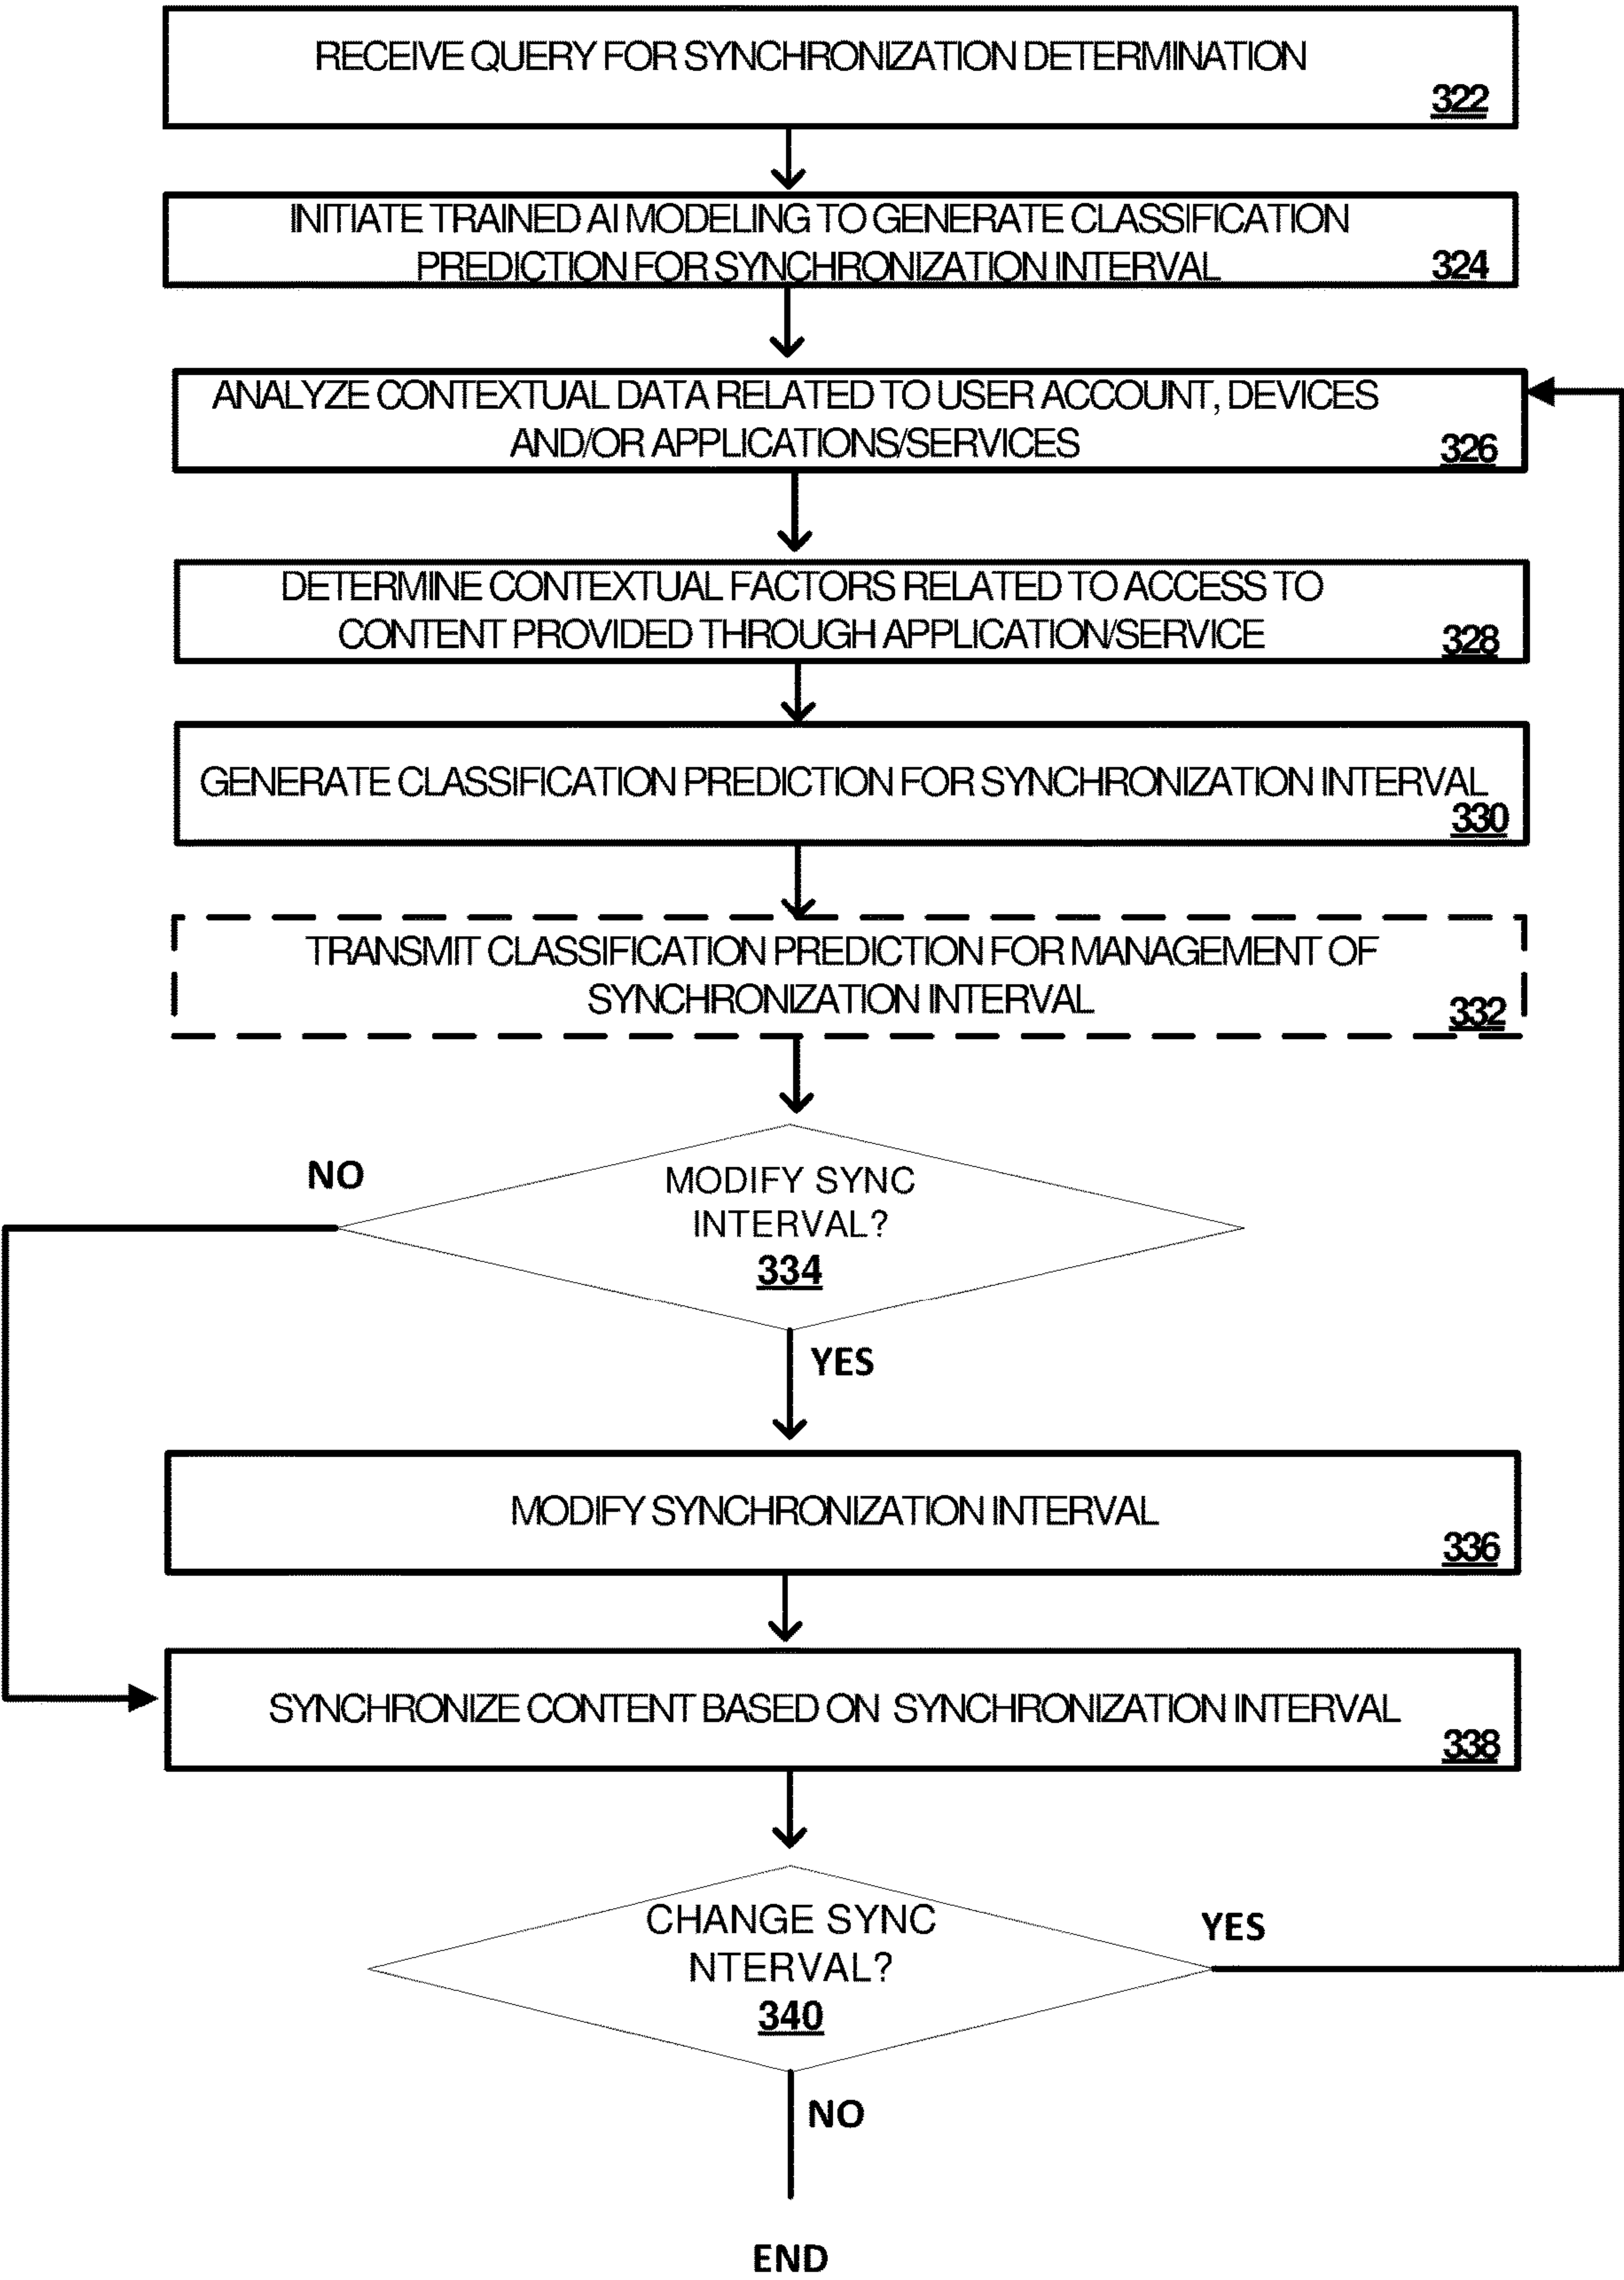 RECEIVE QUERY FOR SYNCHRONIZATION DETERMINATION
322
INITIATE TRAINED AI MODELING TO GENERATE CLASSIFICATION
PREDICTION FOR SYNCHRONIZATION INTERVAL
324
ANALYZE CONTEXTUAL DATA RELATED TO USER ACCOUNT, DEVICES
AND/OR APPLICATIONS/SERVICES
326
DETERMINE CONTEXTUAL FACTORS RELATED TO ACCESS TO
CONTENT PROVIDED THROUGH APPLICATION/SERVICE
328
GENERATE CLASSIFICATION PREDICTION FOR SYNCHRONIZATION INTERVAL
330
TRANSMIT CLASSIFICATION PREDICTION FOR MANAGEMENT OF
SYNCHRONIZATION INTERVAL
332
NO
MODIFY SYNC
INTERVAL?
334
YES
MODIFY SYNCHRONIZATION INTERVAL
336
SYNCHRONIZE CONTENT BASED ON SYNCHRONIZATION INTERVAL
338
CHANGE SYNC
NTERVAL?
340
YES
NO
END